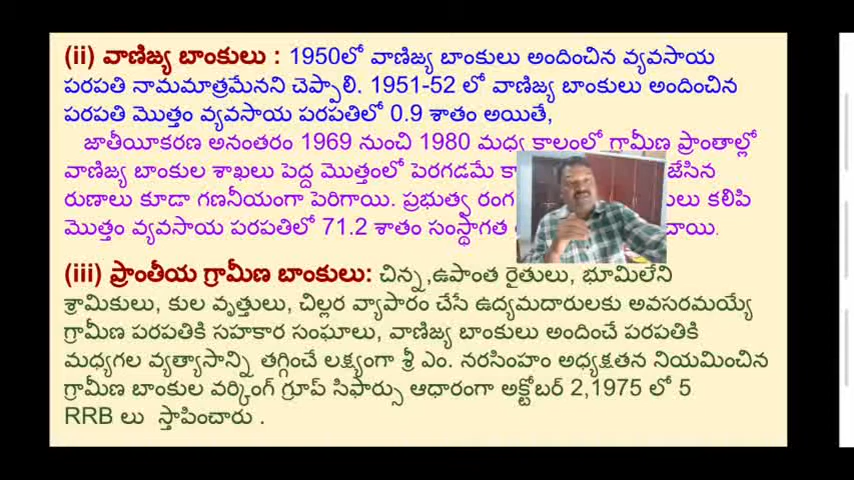 (ii) వాణిజ్య బాంకులు : 1950లో వాణిజ్య బాంకులు అందించిన వ్యవసాయ
పరపతి నామమాత్రమేనని చెప్పాలి. 1951-52 లో వాణిజ్య బాంకులు అందించిన
పరపతి మొత్తం వ్యవసాయ పరపతిలో 0.9 శాతం అయితే,
జాతీయీకరణ అనంతరం 1969 నుంచి 1980 మధ్య కాలంలో గ్రామీణ ప్రాంతాల్లో
వాణిజ్య బాంకుల శాఖలు పెద్ద మొత్తంలో పెరగడమే
రుణాలు కూడా గణనీయంగా పెరిగాయి. ప్రభుత్వ కలిపి
మొత్తం వ్యవసాయ పరపతిలో 71.2 శాతం సంస్థాగత
(iii) ప్రాంతీయ గ్రామీణ బాంకులు: చిన్న,ఉపాంత రైతులు, భూమిలేని
శ్రామికులు, కుల వృత్తులు, చిల్లర వ్యాపారం చేసే ఉద్యమదారులకు అవసరమయ్యే
గ్రామీణ పరపతికి సహకార సంఘాలు, వాణిజ్య బాంకులు అందించే పరపతికి
మధ్యగల వ్యత్యాసాన్ని తగ్గించే లక్ష్యంగా శ్రీ ఎం. నరసింహం అధ్యక్షతన నియమించిన
గ్రామీణ బాంకుల వర్కింగ్ గ్రూప్ సిఫార్సు ఆధారంగా అక్టోబర్ 2,1975 లో 5
RRB లు స్తాపించారు .